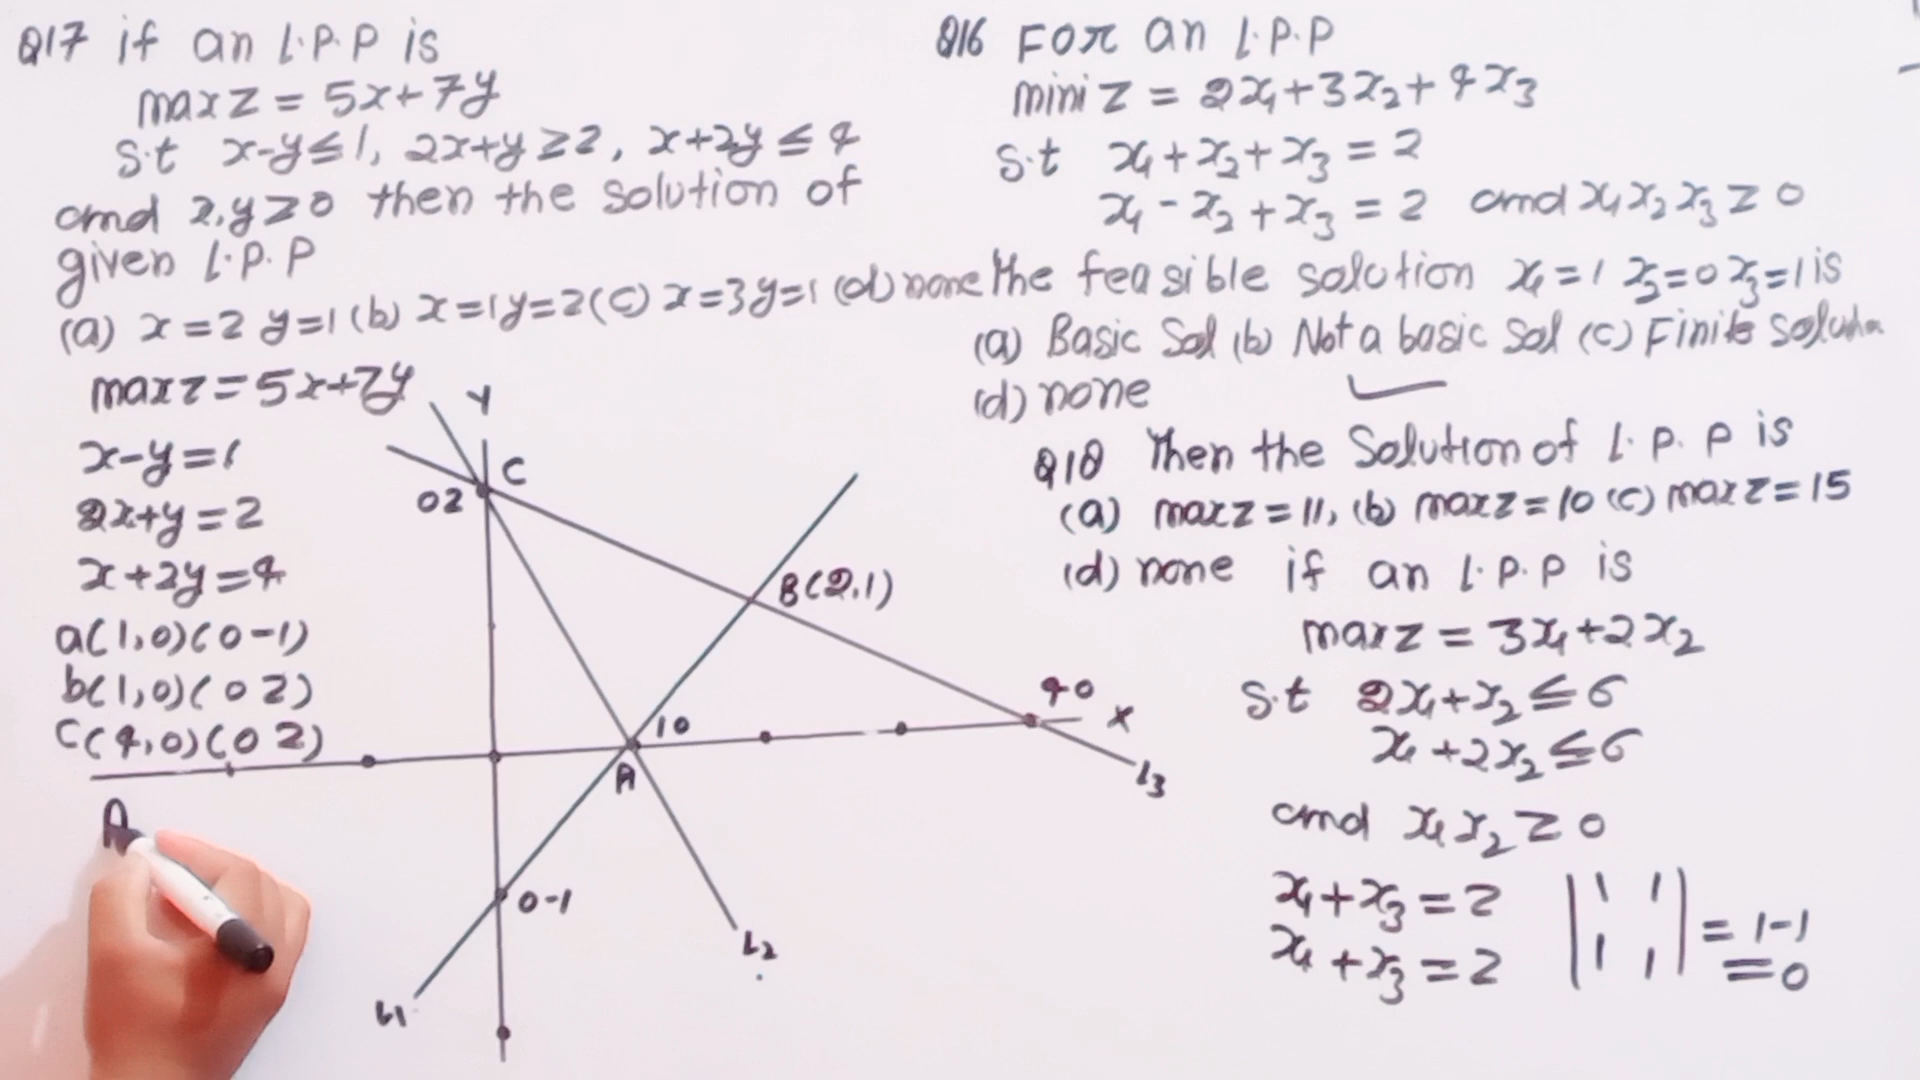 Q17 if an L.P.P is
max z = 5x+7y
S.t x-y≤1, 2x+y≥2, x+2y≤4
and x,y≥0 then the solution of
given L.P.P
(a) x=2 y=1 (b) x=1 y=2 (c) x=3 y=1 (d) none
max z = 5x+7y
x-y=1
2x+y=2
x+2y=4
a(1,0)(0-1)
b(1,0)(0 2)
C(4,0)(0 2)
A
Y
C
02
B(2,1)
10
A
40
X
L3
0-1
L2
L1
Q16 FOR an L.P.P
mini z = 2x1+3x2+4x3
S.t x1+x2+x3=2
x1-x2+x3=2 and x1 x2 x3≥0
the feasible solution x1=1 x2=0 x3=1 is
(a) Basic Sol (b) Not a basic sol (c) Finite
(d) none
Q18 Then the Solution of L.P.P is
(a) max z=11, (b) max z=10 (c) max z=15
(d) none if an L.P.P is
max z = 3x1+2x2
S.t 2x1+x2≤6
x1+2x2≤6
and x1 x2≥0
x1+x3=2
x1+x3=2
|1 1|
|1 1| = 1-1
=0